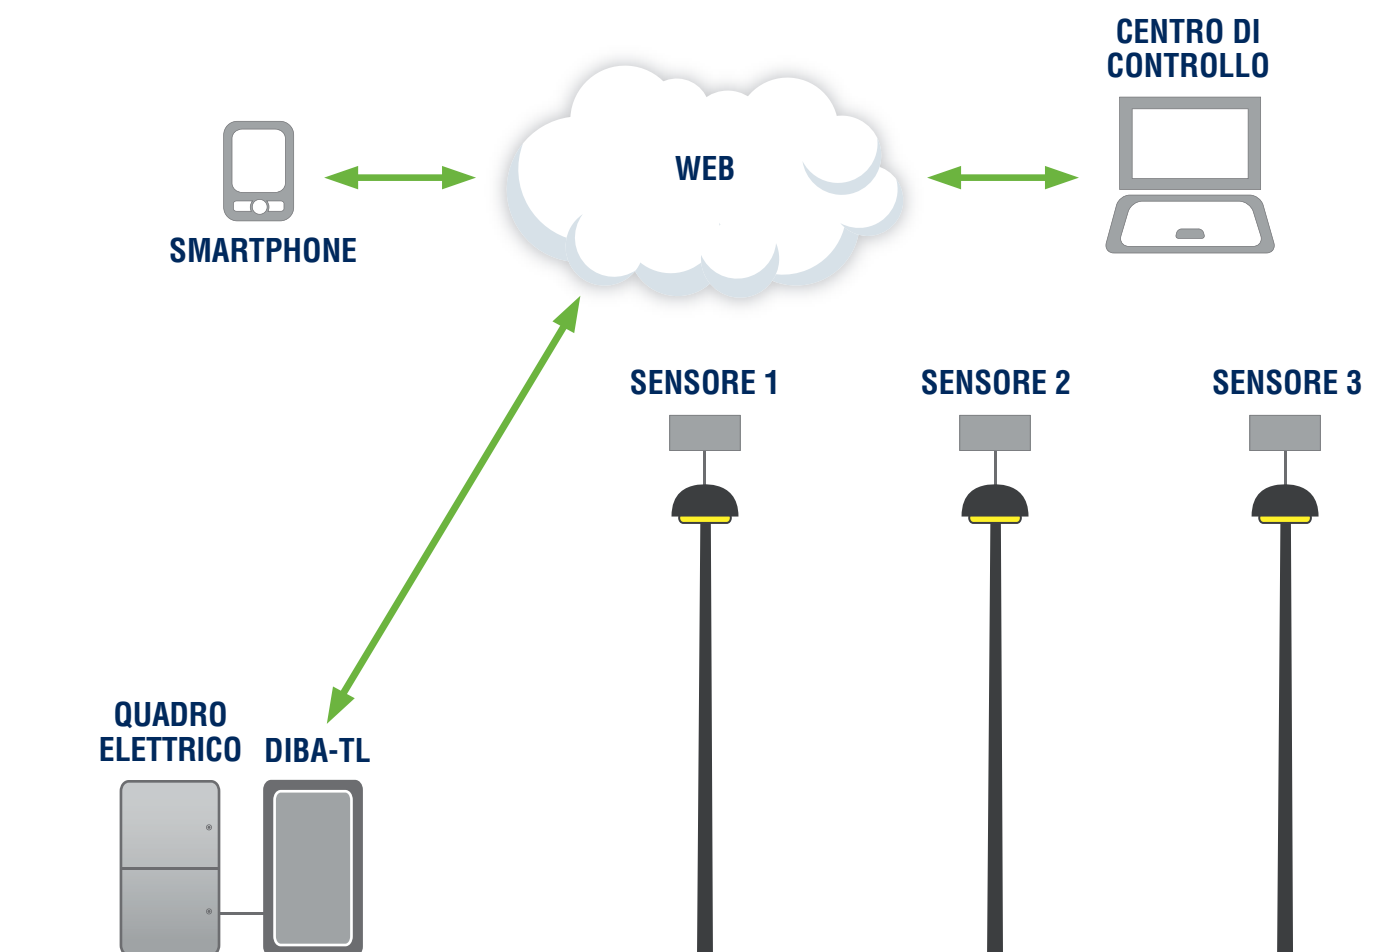 CENTRO DI
CONTROLLO
WEB
SMARTPHONE
SENSORE 1
SENSORE 2
SENSORE 3
QUADRO
ELETTRICO
DIBA-TL